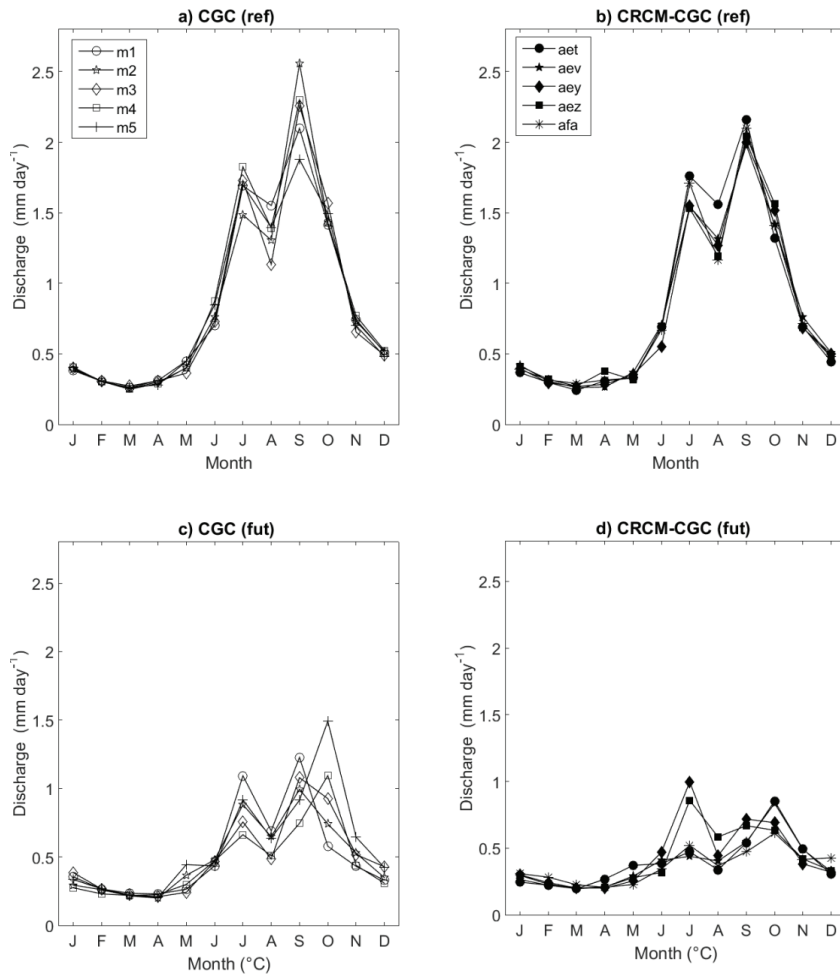 a) CGC (ref)
m1
m2
m3
m4
m5
2.5
2
1.5
1
0.5
0
Discharge (mm day-1)
J F M A M J J A S O N D
Month
b) CRCM-CGC (ref)
aet
aev
aey
aez
afa
2.5
2
1.5
1
0.5
0
Discharge (mm day-1)
J F M A M J J A S O N D
Month
c) CGC (fut)
2.5
2
1.5
1
0.5
0
Discharge (mm day-1)
J F M A M J J A S O N D
Month (°C)
d) CRCM-CGC (fut)
2.5
2
1.5
1
0.5
0
Discharge (mm day-1)
J F M A M J J A S O N D
Month (°C)